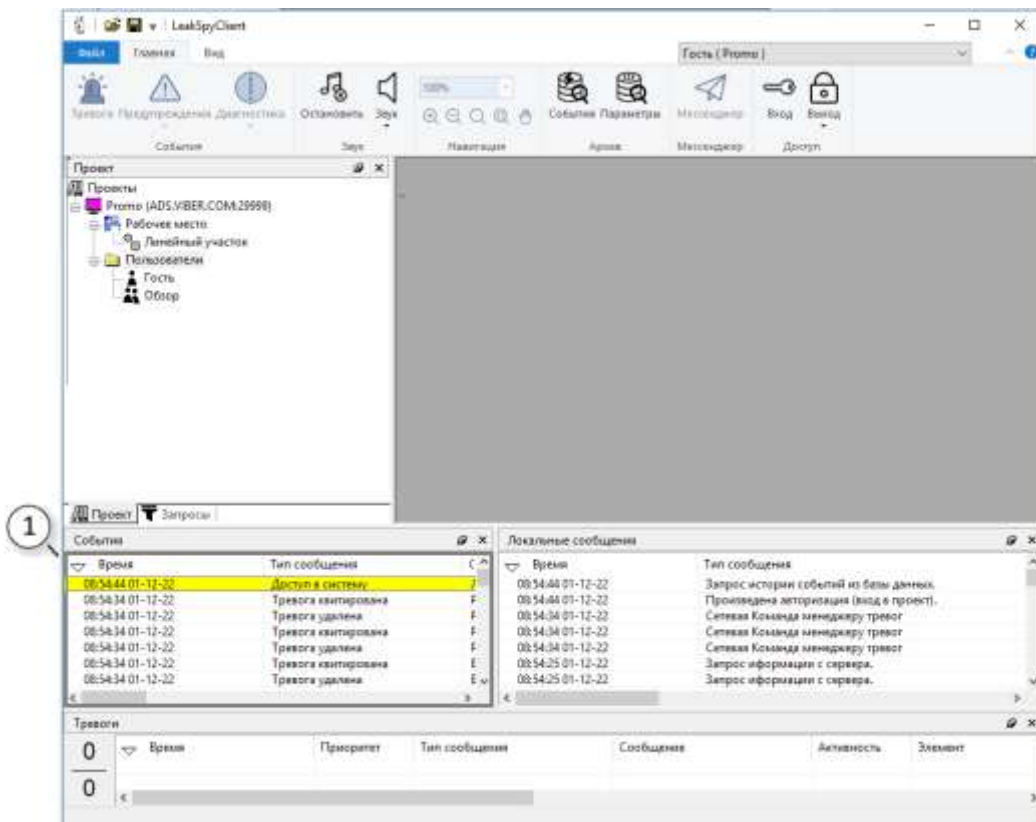 LeakSpyClient
Файл Главная Вид
Гость ( Promo )
Тревоги Предупреждения Диагностика Остановить Звук 100% События Параметры Мессенджер Вход Выход
События Звук Навигация Архив Мессенджер Доступ
Проект
Проекты
Promo (ADS.VIBER.COM:29999)
Рабочее место
Линейный участок
Пользователи
Гость
Обзор
Проект Запросы
1
События
Время Тип сообщения
08:54:44 01-12-22 Доступ в систему
08:54:34 01-12-22 Тревога квитирована
08:54:34 01-12-22 Тревога удалена
08:54:34 01-12-22 Тревога квитирована
08:54:34 01-12-22 Тревога удалена
08:54:34 01-12-22 Тревога квитирована
08:54:34 01-12-22 Тревога удалена
Локальные сообщения
Время Тип сообщения
08:54:44 01-12-22 Запрос истории событий из базы данных.
08:54:44 01-12-22 Произведена авторизация (вход в проект).
08:54:34 01-12-22 Сетевая Команда менеджеру тревог
08:54:34 01-12-22 Сетевая Команда менеджеру тревог
08:54:34 01-12-22 Сетевая Команда менеджеру тревог
08:54:25 01-12-22 Запрос иформации с сервера.
08:54:25 01-12-22 Запрос иформации с сервера.
Тревоги
0
0
Время Приоритет Тип сообщения Сообщение Активность Элемент